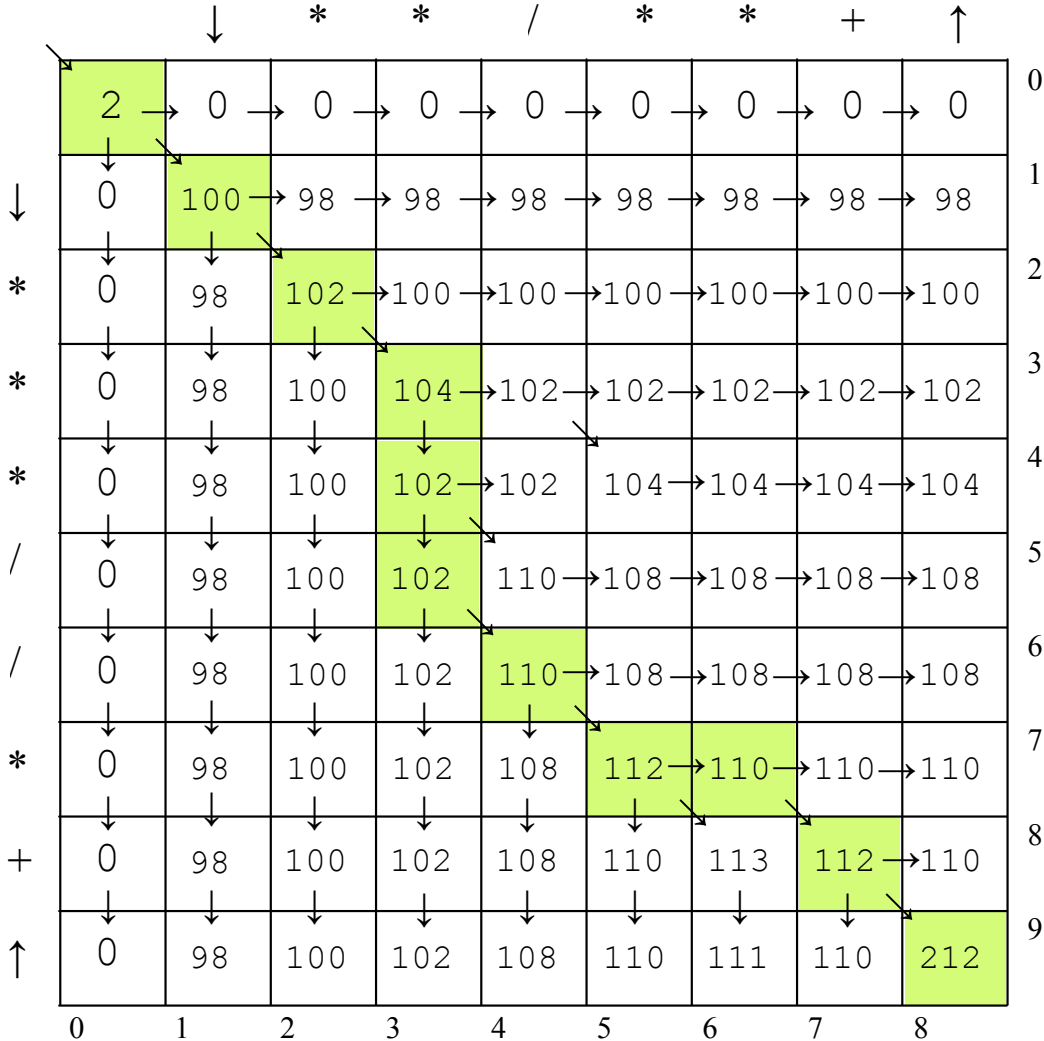 ↓ * * / * * + ↑
2 → 0 → 0 → 0 → 0 → 0 → 0 → 0 → 0 0
↓ 0 100 → 98 → 98 → 98 → 98 → 98 → 98 → 98 1
* 0 98 102 → 100 → 100 → 100 → 100 → 100 → 100 2
* 0 98 100 104 → 102 → 102 → 102 → 102 → 102 3
* 0 98 100 102 → 102 104 → 104 → 104 → 104 4
/ 0 98 100 102 110 → 108 → 108 → 108 → 108 5
/ 0 98 100 102 110 → 108 → 108 → 108 → 108 6
* 0 98 100 102 108 112 → 110 → 110 → 110 7
+ 0 98 100 102 108 110 113 112 → 110 8
↑ 0 98 100 102 108 110 111 110 212 9
0 1 2 3 4 5 6 7 8